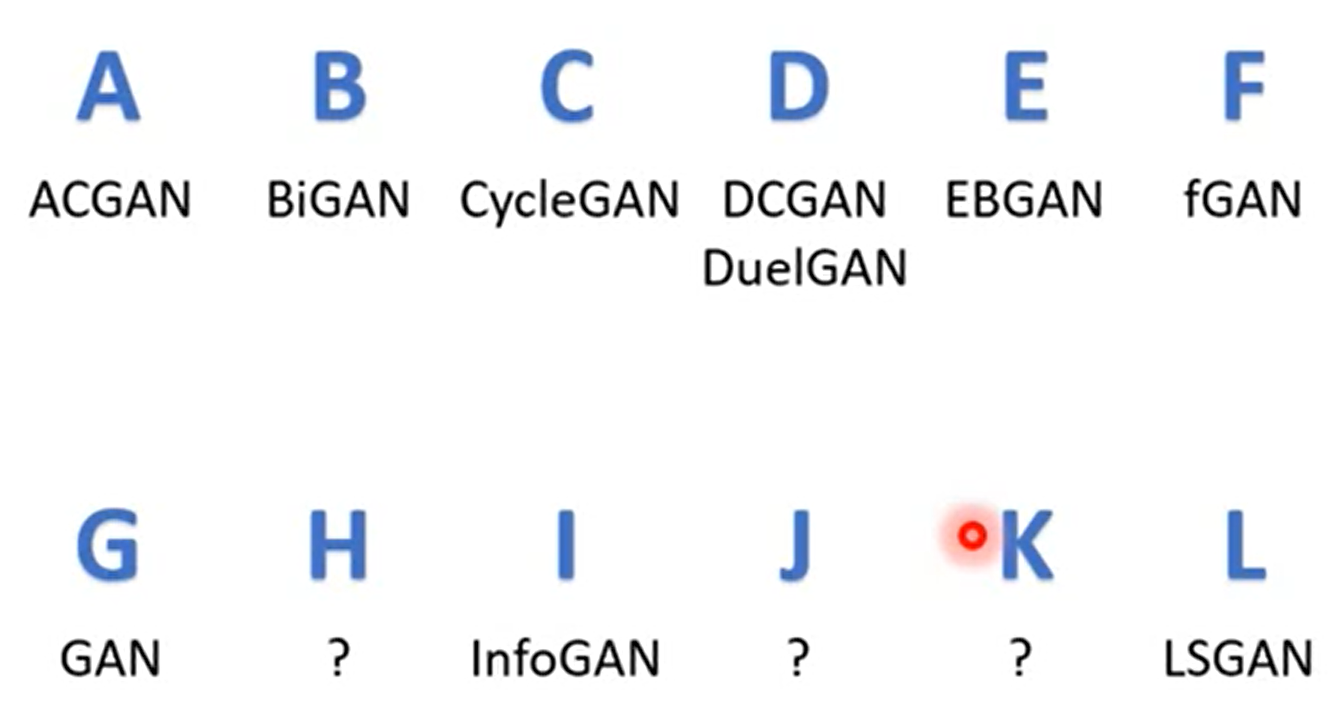 A B C D E F
ACGAN BiGAN CycleGAN DCGAN EBGAN fGAN
DuelGAN
G H I J K L
GAN ? InfoGAN ? ? LSGAN